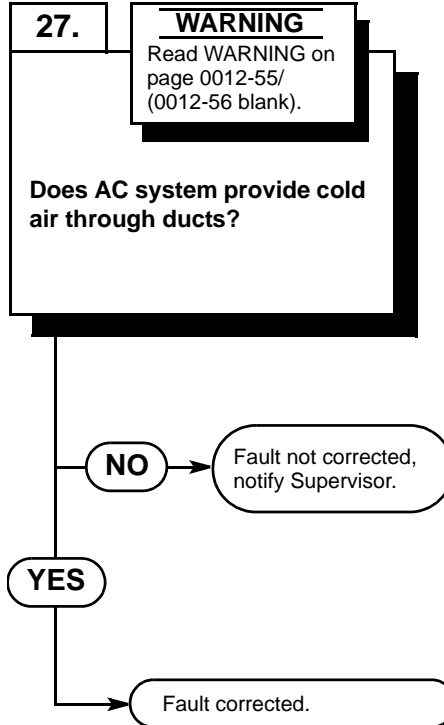 27.
WARNING
Read WARNING on
page 0012-55/
(0012-56 blank).
Does AC system provide cold
air through ducts?
NO
Fault not corrected,
notify Supervisor.
YES
Fault corrected.